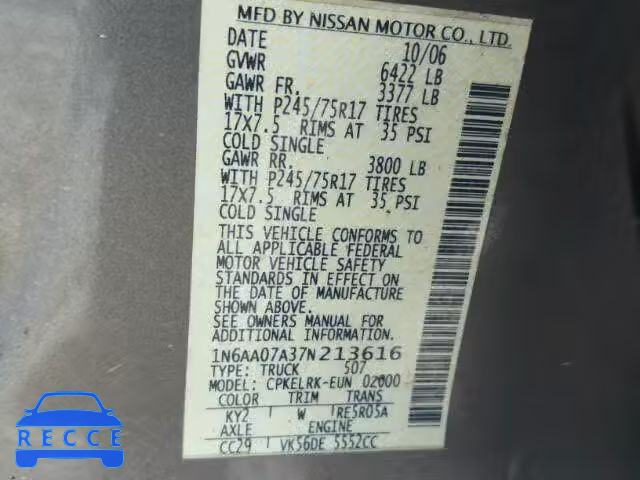 MFD BY NISSAN MOTOR CO., LTD.
DATE 10/06
GVWR 6422 LB
GAWR FR. 3377 LB
WITH P245/75R17 TIRES
17X7.5 RIMS AT 35 PSI
COLD SINGLE
GAWR RR. 3800 LB
WITH P245/75R17 TIRES
17X7.5 RIMS AT 35 PSI
COLD SINGLE
THIS VEHICLE CONFORMS TO
ALL APPLICABLE FEDERAL
MOTOR VEHICLE SAFETY
STANDARDS IN EFFECT ON
THE DATE OF MANUFACTURE
SHOWN ABOVE.
SEE OWNERS MANUAL FOR
ADDITIONAL INFORMATION.
1N6AA07A37N213616
TYPE: TRUCK 507
MODEL: CPKELRK-EUN 02000
COLOR TRIM TRANS
KY2 W RE5R05A
AXLE ENGINE
CC29 VK56DE 5552CC
RECCE